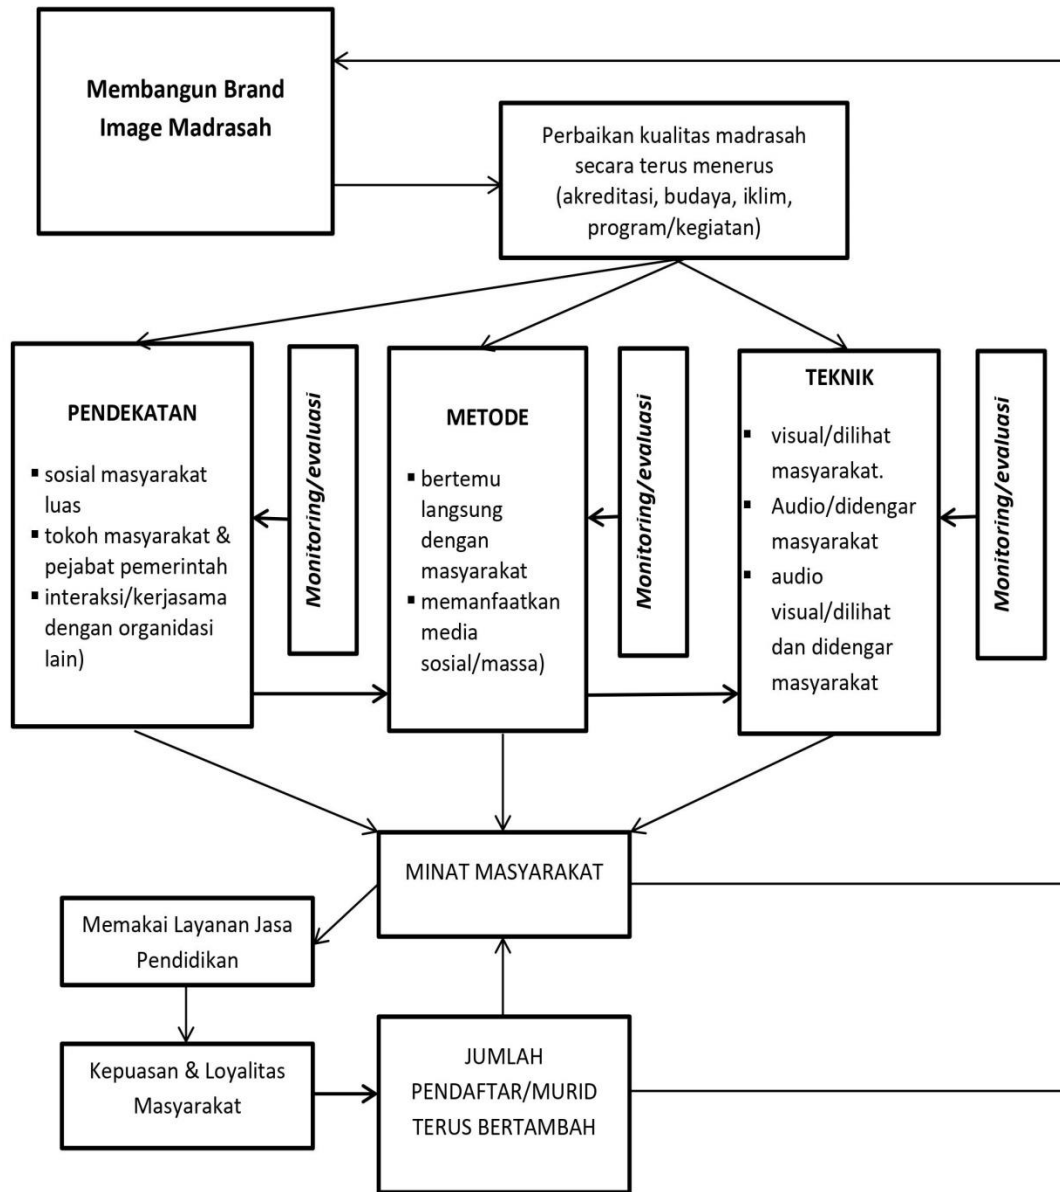 Membangun Brand
Image Madrasah
Perbaikan kualitas madrasah
secara terus menerus
(akreditasi, budaya, iklim,
program/kegiatan)
PENDEKATAN
▪ sosial masyarakat
luas
▪ tokoh masyarakat &
pejabat pemerintah
▪ interaksi/kerjasama
dengan organidasi
lain)
Monitoring/evaluasi
METODE
▪ bertemu
langsung
dengan
masyarakat
▪ memanfaatkan
media
sosial/massa)
Monitoring/evaluasi
TEKNIK
▪ visual/dilihat
masyarakat.
▪ Audio/didengar
masyarakat
▪ audio
visual/dilihat
dan didengar
masyarakat
Monitoring/evaluasi
MINAT MASYARAKAT
Memakai Layanan Jasa
Pendidikan
Kepuasan & Loyalitas
Masyarakat
JUMLAH
PENDAFTAR/MURID
TERUS BERTAMBAH